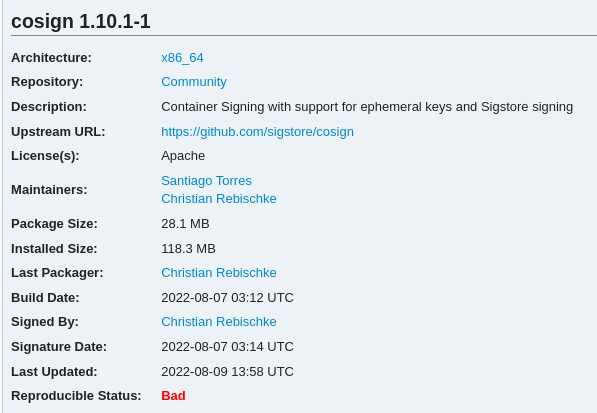 cosign 1.10.1-1
Architecture: x86_64
Repository: Community
Description: Container Signing with support for ephemeral keys and Sigstore signing
Upstream URL: https://github.com/sigstore/cosign
License(s): Apache
Maintainers: Santiago Torres
Christian Rebischke
Package Size: 28.1 MB
Installed Size: 118.3 MB
Last Packager: Christian Rebischke
Build Date: 2022-08-07 03:12 UTC
Signed By: Christian Rebischke
Signature Date: 2022-08-07 03:14 UTC
Last Updated: 2022-08-09 13:58 UTC
Reproducible Status: Bad